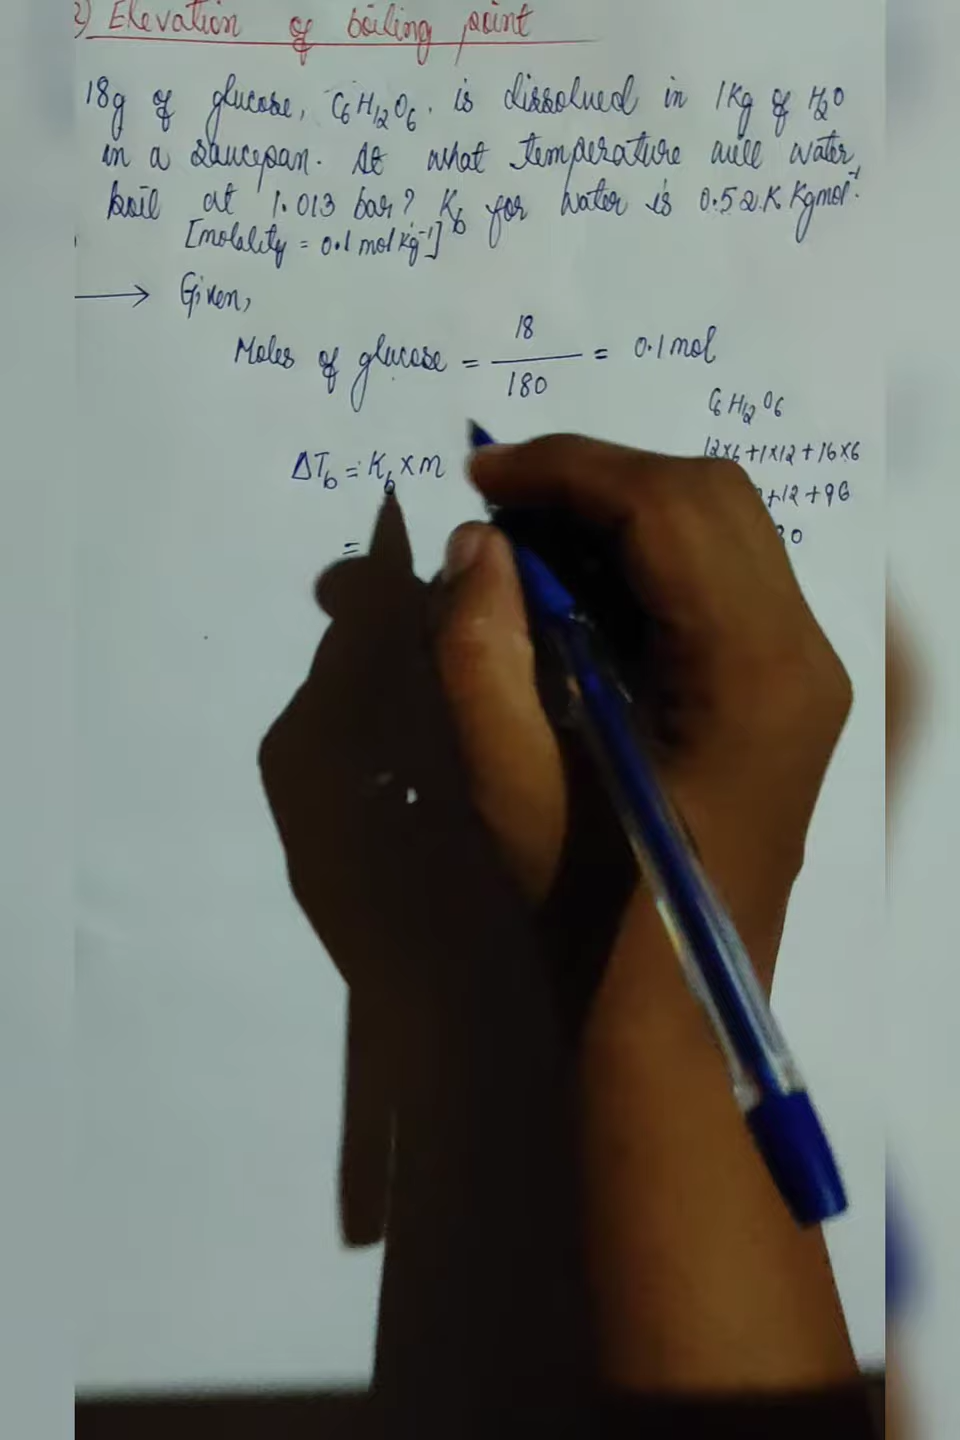 2) Elevation of boiling point
18g of glucose, C6H12O6. is dissolved in 1Kg of H2O
in a saucepan. At what temperature will water
boil at 1.013 bar? Kb for water is 0.52 K Kgmol⁻¹.
[molality = 0.1 mol kg⁻¹]
Given,
Moles of glucose = 18/180 = 0.1 mol
C6H12O6
12×6+1×12+16×6
+12+96
ΔTb = Kb × m
=